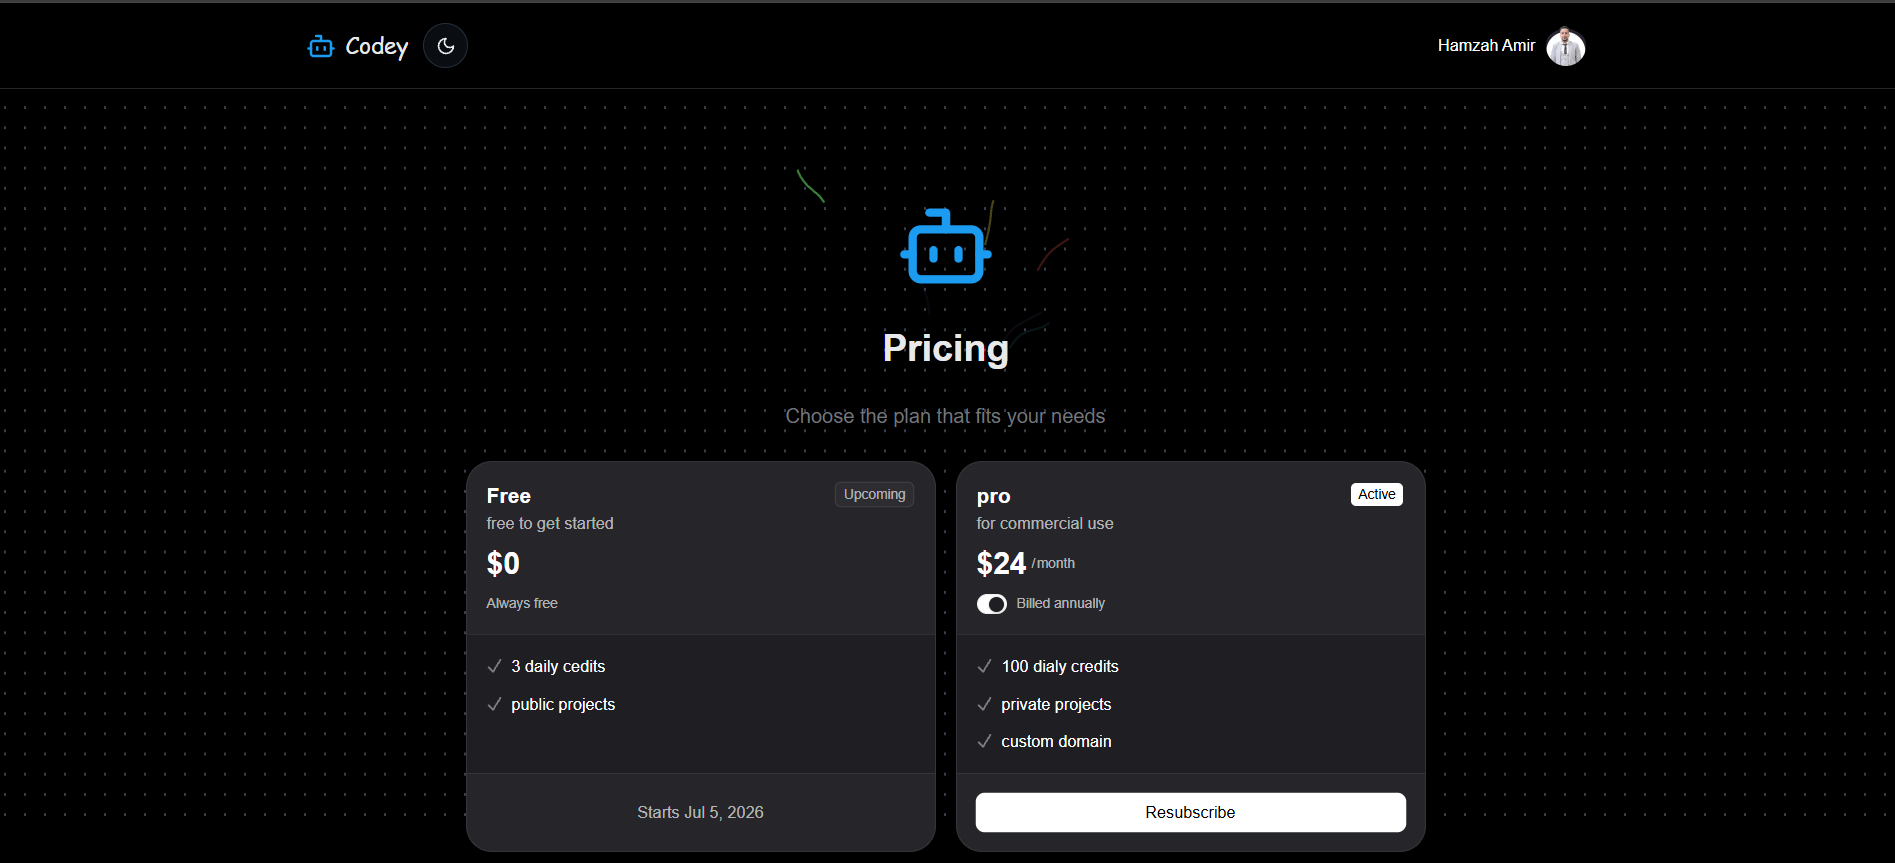 Codey
Hamzah Amir
Pricing
Choose the plan that fits your needs
Free
Upcoming
free to get started
$0
Always free
3 daily cedits
public projects
Starts Jul 5, 2026
pro
Active
for commercial use
$24 /month
Billed annually
100 dialy credits
private projects
custom domain
Resubscribe